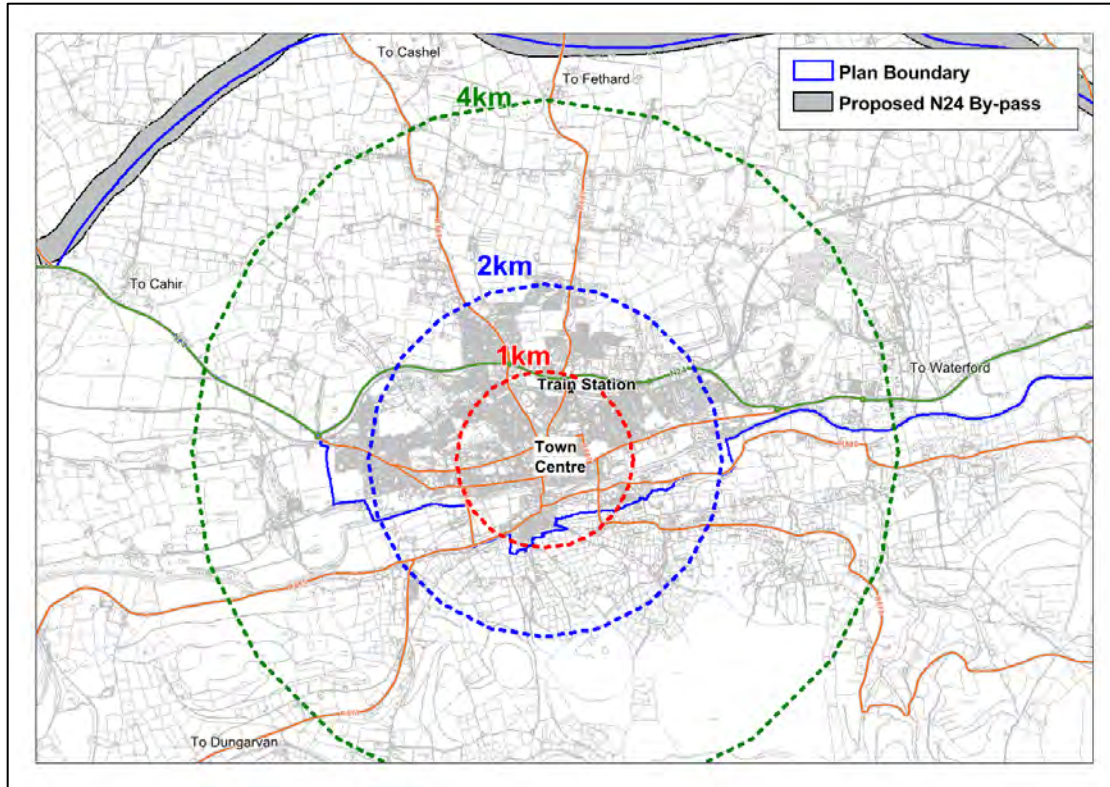 To Cashel
To Fethard
Plan Boundary
Proposed N24 By-pass
4km
2km
To Cahir
1km
Train Station
N24
To Waterford
Town
Centre
To Dungarvan